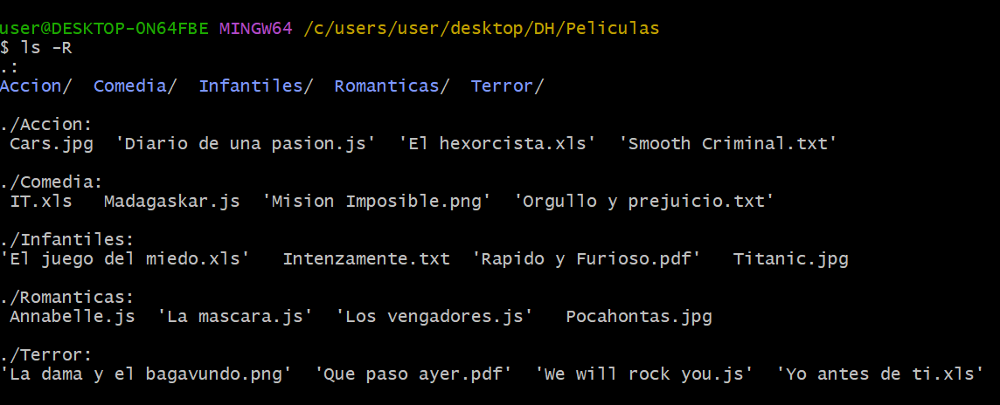 user@DESKTOP-0N64FBE MINGW64 /c/users/user/desktop/DH/Peliculas
$ ls -R
.:
Accion/  Comedia/  Infantiles/  Romanticas/  Terror/
./Accion:
Cars.jpg  'Diario de una pasion.js'  'El hexorcista.xls'  'Smooth Criminal.txt'
./Comedia:
IT.xls   Madagaskar.js  'Mision Imposible.png'  'Orgullo y prejuicio.txt'
./Infantiles:
'El juego del miedo.xls'   Intenzamente.txt  'Rapido y Furioso.pdf'   Titanic.jpg
./Romanticas:
Annabelle.js  'La mascara.js'  'Los vengadores.js'   Pocahontas.jpg
./Terror:
'La dama y el bagavundo.png'  'Que paso ayer.pdf'  'We will rock you.js'  'Yo antes de ti.xls'